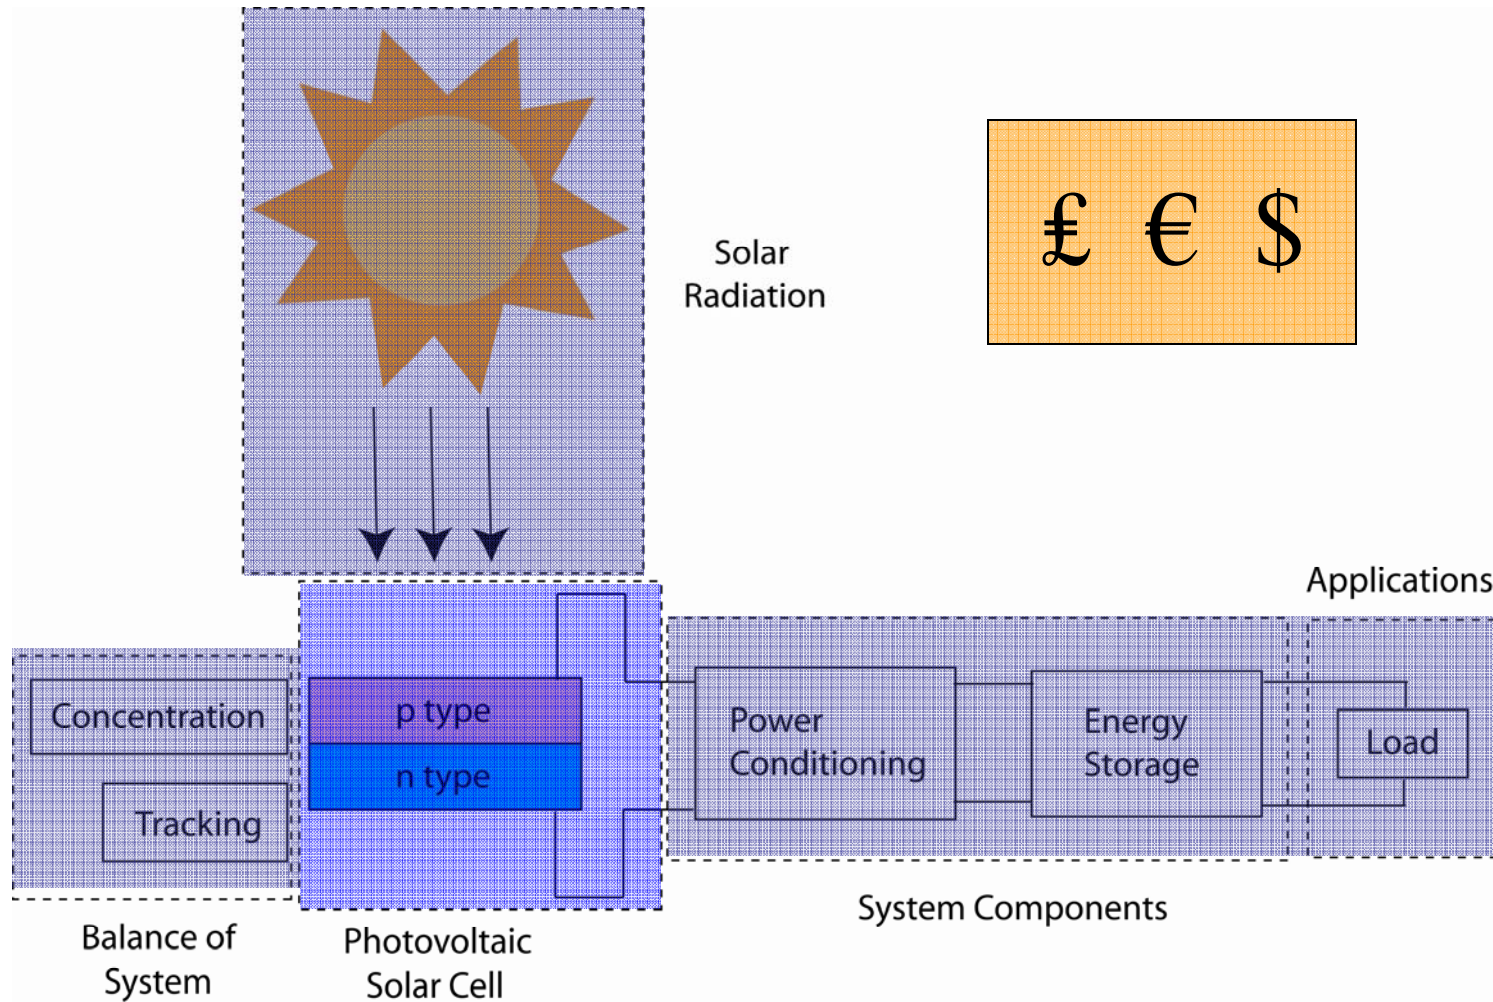 Solar
Radiation
£ € $
Applications
Concentration
Tracking
p type
n type
Power
Conditioning
Energy
Storage
Load
System Components
Balance of
System
Photovoltaic
Solar Cell